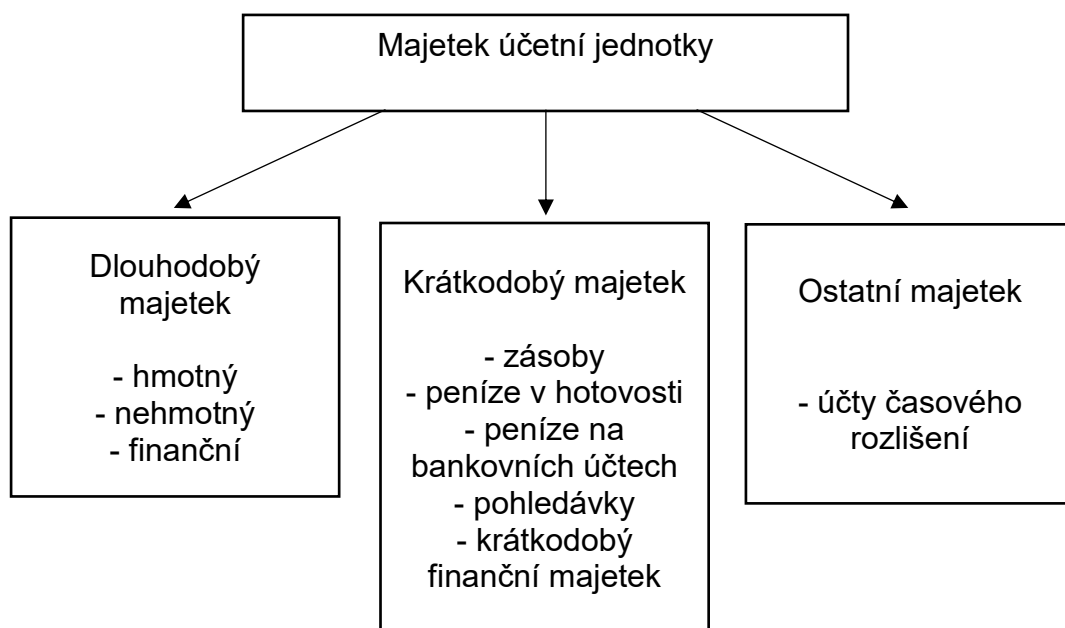 Majetek účetní jednotky
Dlouhodobý
majetek
- hmotný
- nehmotný
- finanční
Krátkodobý majetek
- zásoby
- peníze v hotovosti
- peníze na
bankovních účtech
- pohledávky
- krátkodobý
finanční majetek
Ostatní majetek
- účty časového
rozlišení